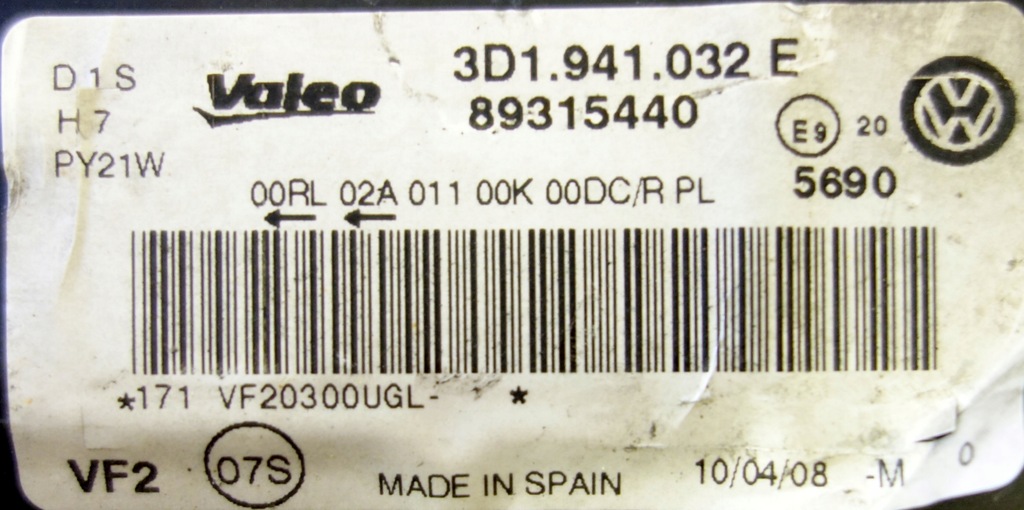 D1S
H7
PY21W
Valeo
3D1.941.032 E
89315440
E9 20
5690
00RL 02A 011 00K 00DC/R PL
*171 VF20300UGL- *
VF2 07S MADE IN SPAIN 10/04/08 -M 0